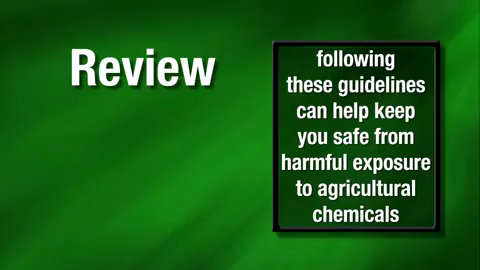 Review
following
these guidelines
can help keep
you safe from
harmful exposure
to agricultural
chemicals